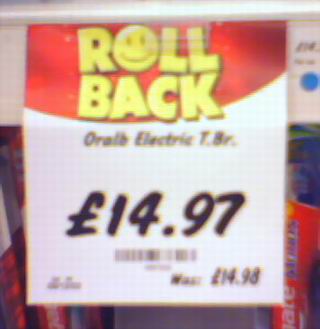 ROLL
BACK
Oralb Electric T.Br.
£14.97
Was: £14.98